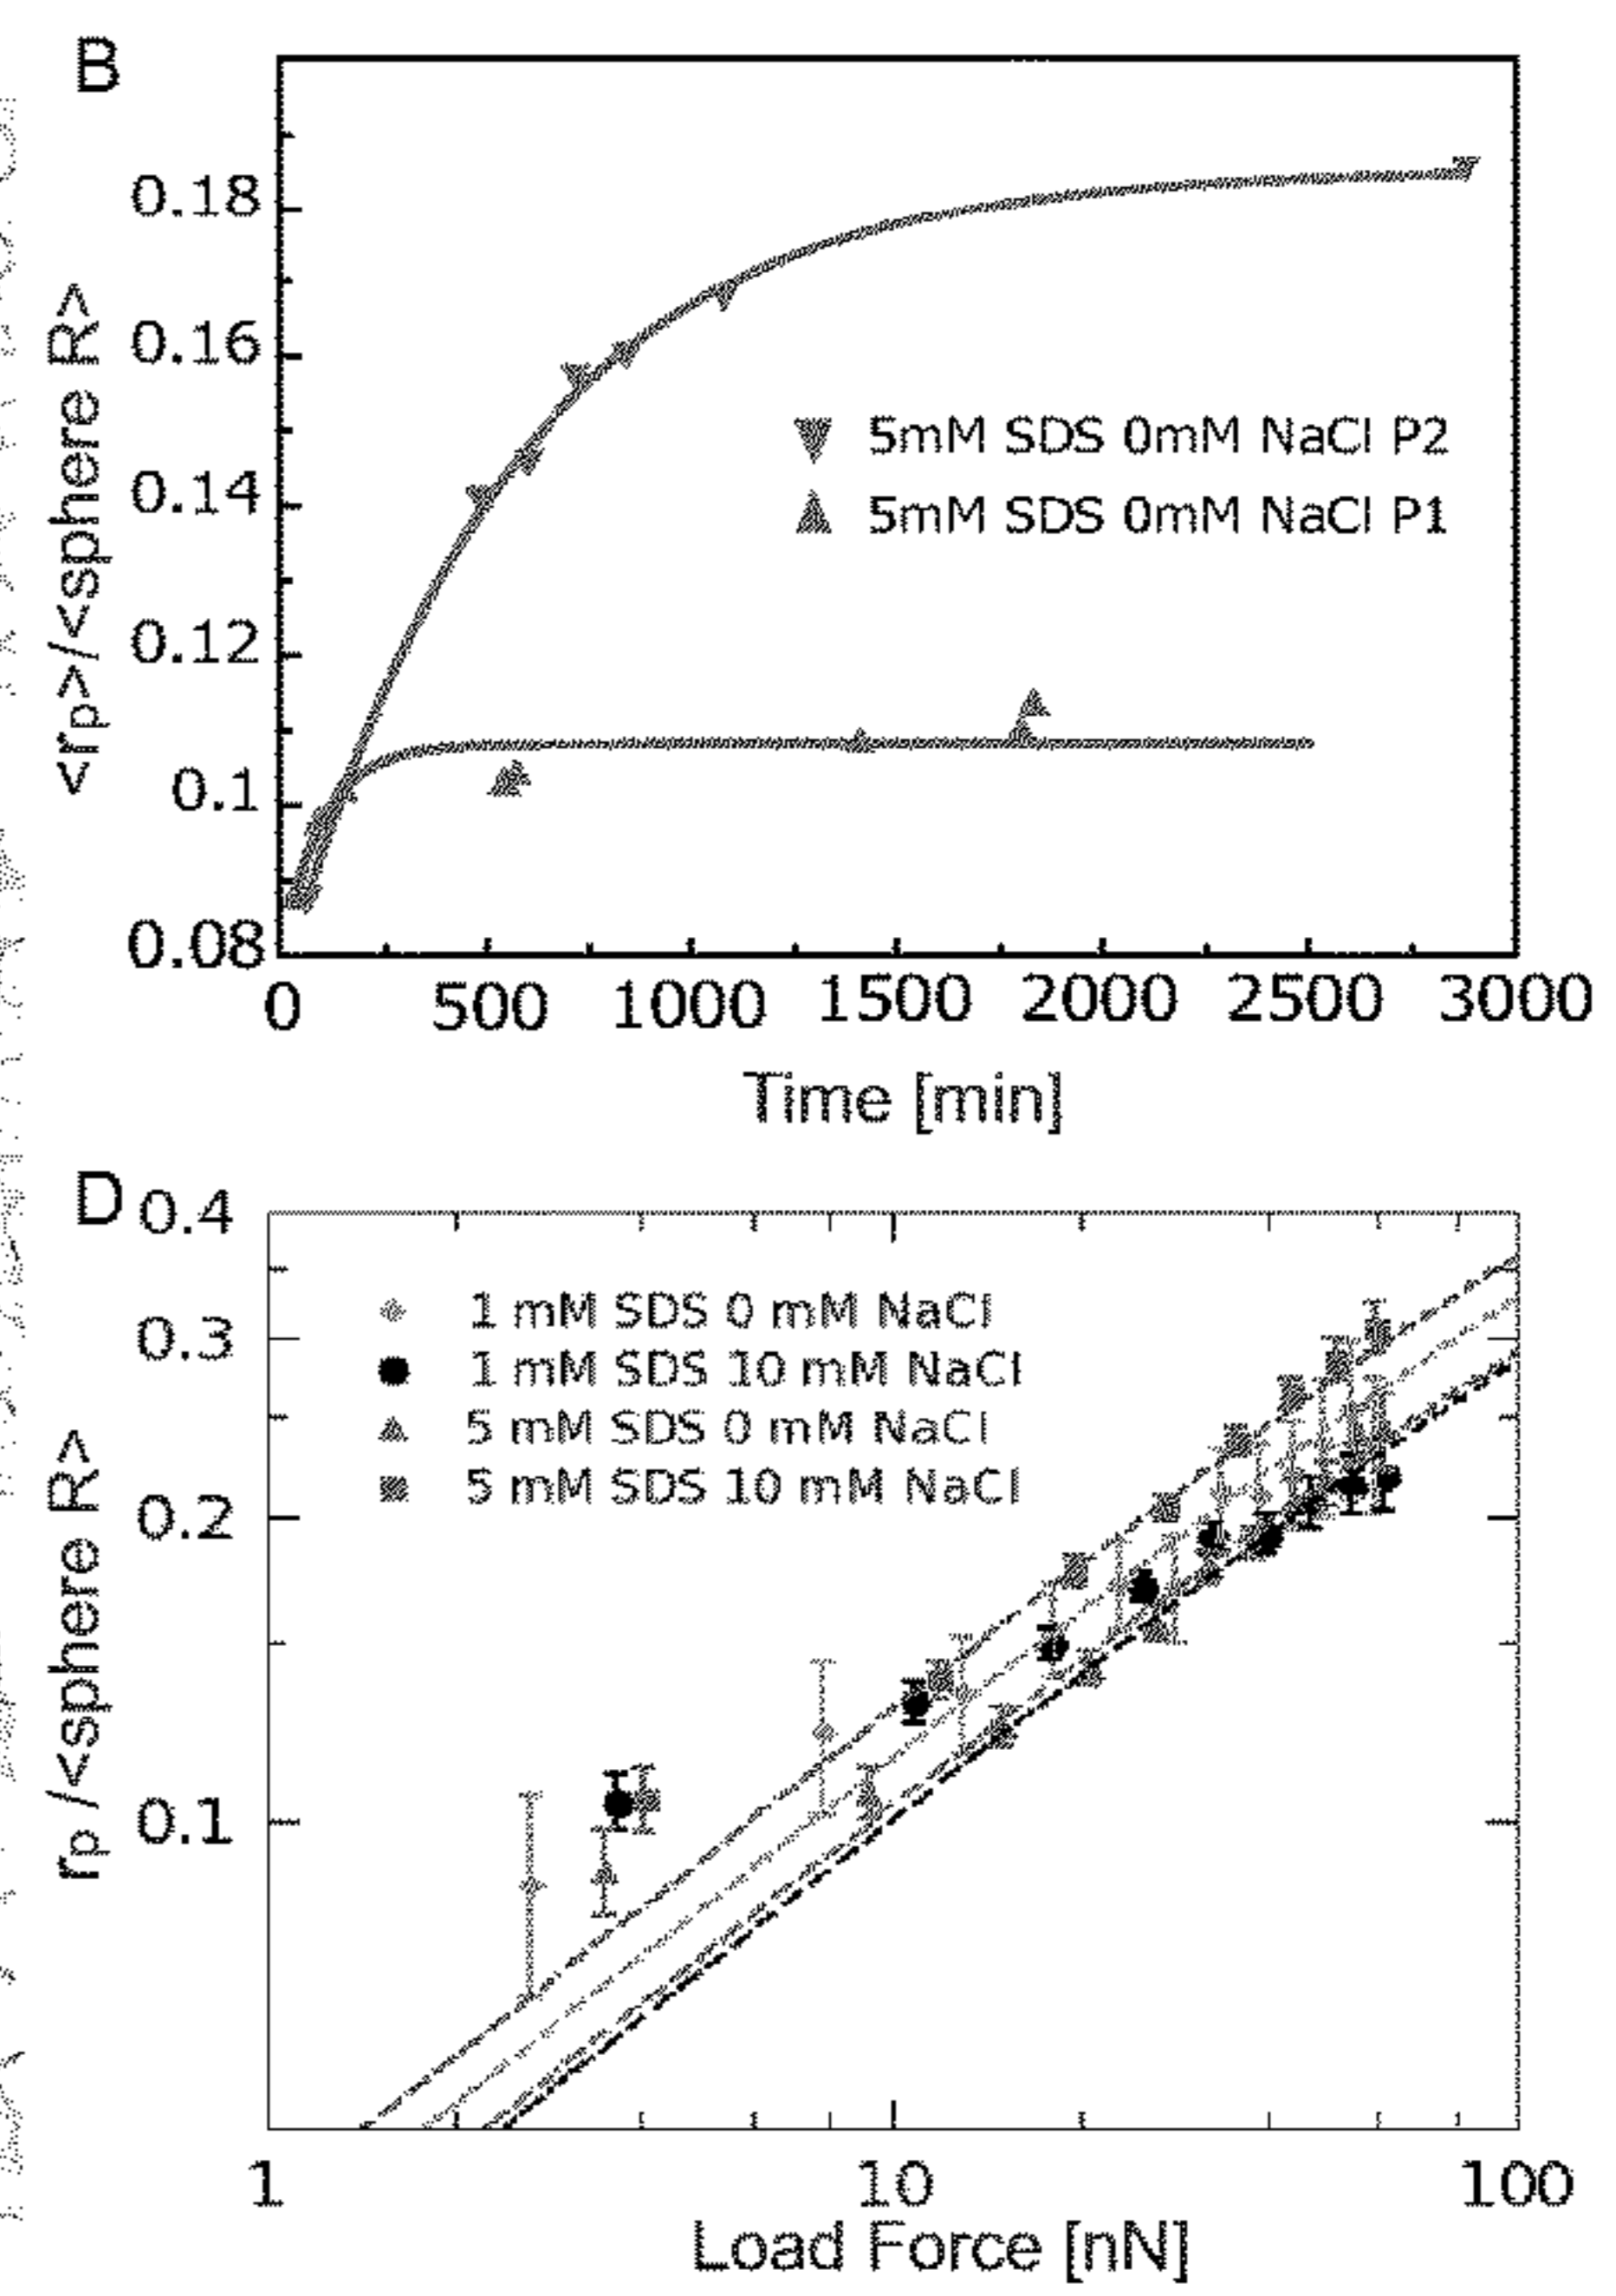 B
0.18
0.16
0.14
0.12
0.1
0.08
<rp>/<sphere R>
5mM SDS 0mM NaCl P2
5mM SDS 0mM NaCl P1
0 500 1000 1500 2000 2500 3000
Time [min]
D
0.4
0.3
0.2
0.1
rp /<sphere R>
1 mM SDS 0 mM NaCl
1 mM SDS 10 mM NaCl
5 mM SDS 0 mM NaCl
5 mM SDS 10 mM NaCl
1 10 100
Load Force [nN]